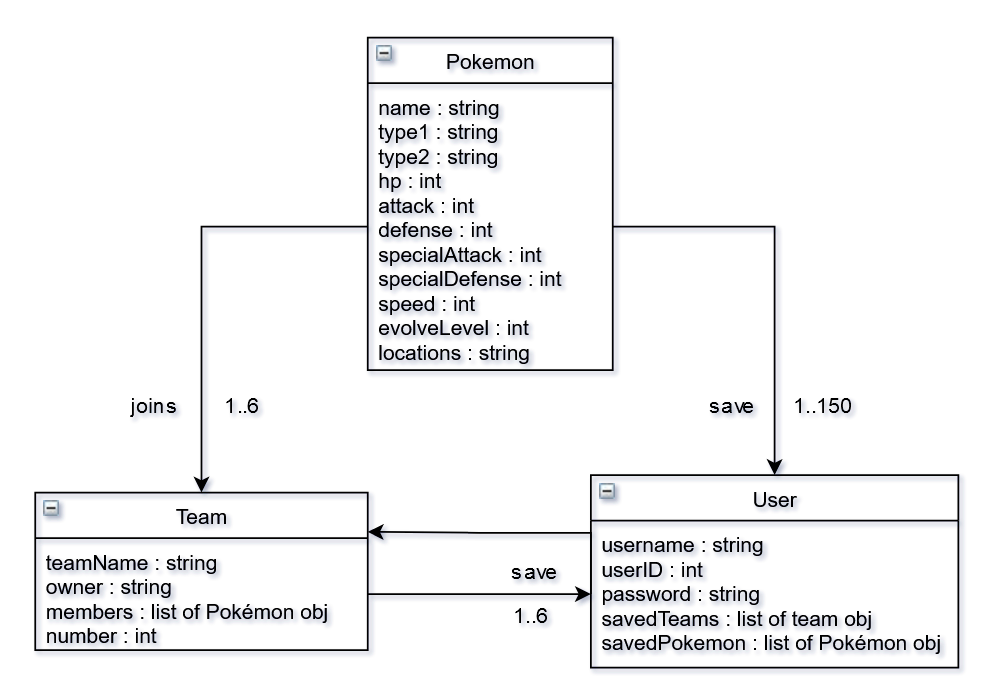 Pokemon
name : string
type1 : string
type2 : string
hp : int
attack : int
defense : int
specialAttack : int
specialDefense : int
speed : int
evolveLevel : int
locations : string
joins
1..6
save
1..150
Team
teamName : string
owner : string
members : list of Pokémon obj
number : int
save
1..6
User
username : string
userID : int
password : string
savedTeams : list of team obj
savedPokemon : list of Pokémon obj